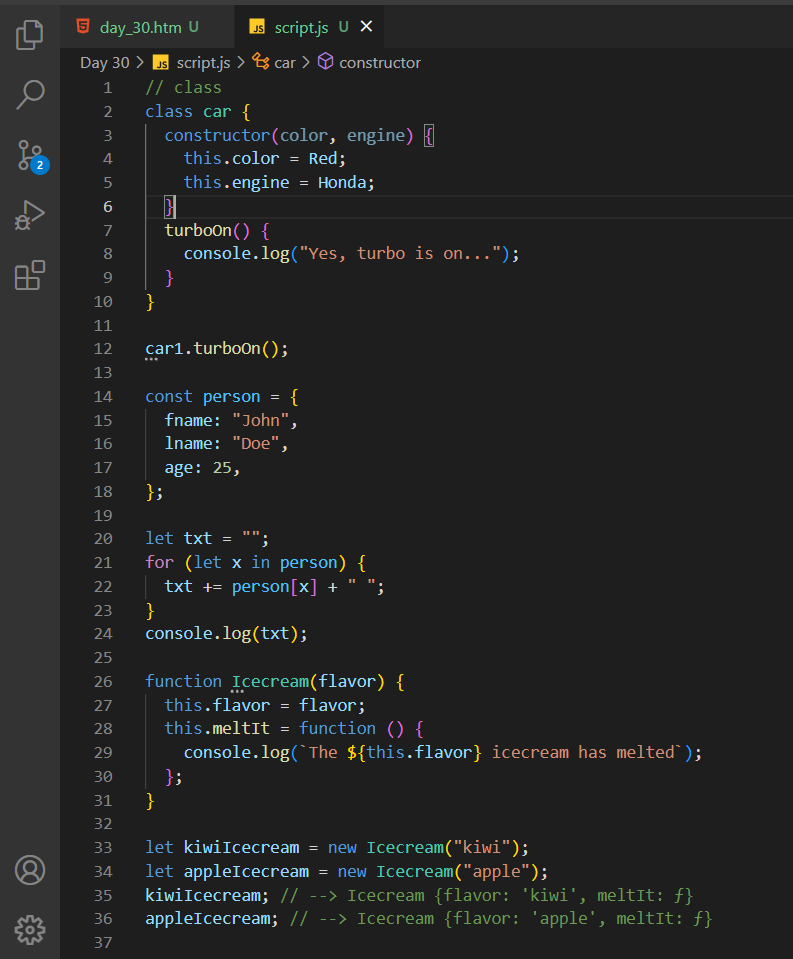 day_30.htm U
JS script.js U ×
Day 30 > JS script.js > car > constructor
1 // class
2 class car {
3   constructor(color, engine) {
4     this.color = Red;
5     this.engine = Honda;
6   }
7   turboOn() {
8     console.log("Yes, turbo is on...");
9   }
10 }
11
12 car1.turboOn();
13
14 const person = {
15   fname: "John",
16   lname: "Doe",
17   age: 25,
18 };
19
20 let txt = "";
21 for (let x in person) {
22   txt += person[x] + " ";
23 }
24 console.log(txt);
25
26 function Icecream(flavor) {
27   this.flavor = flavor;
28   this.meltIt = function () {
29     console.log(`The ${this.flavor} icecream has melted`);
30   };
31 }
32
33 let kiwiIcecream = new Icecream("kiwi");
34 let appleIcecream = new Icecream("apple");
35 kiwiIcecream; // --> Icecream {flavor: 'kiwi', meltIt: ƒ}
36 appleIcecream; // --> Icecream {flavor: 'apple', meltIt: ƒ}
37
2